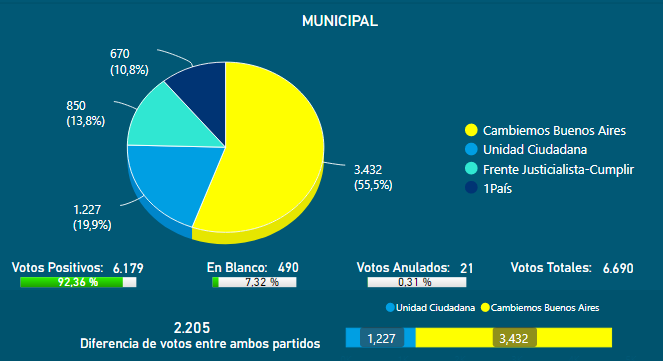 MUNICIPAL
670
(10,8%)
850
(13,8%)
1.227
(19,9%)
3.432
(55,5%)
Cambiemos Buenos Aires
Unidad Ciudadana
Frente Justicialista-Cumplir
1País
Votos Positivos: 6.179
92,36 %
En Blanco: 490
7,32 %
Votos Anulados: 21
0,31 %
Votos Totales: 6.690
Unidad Ciudadana Cambiemos Buenos Aires
2.205
Diferencia de votos entre ambos partidos
1,227 3,432